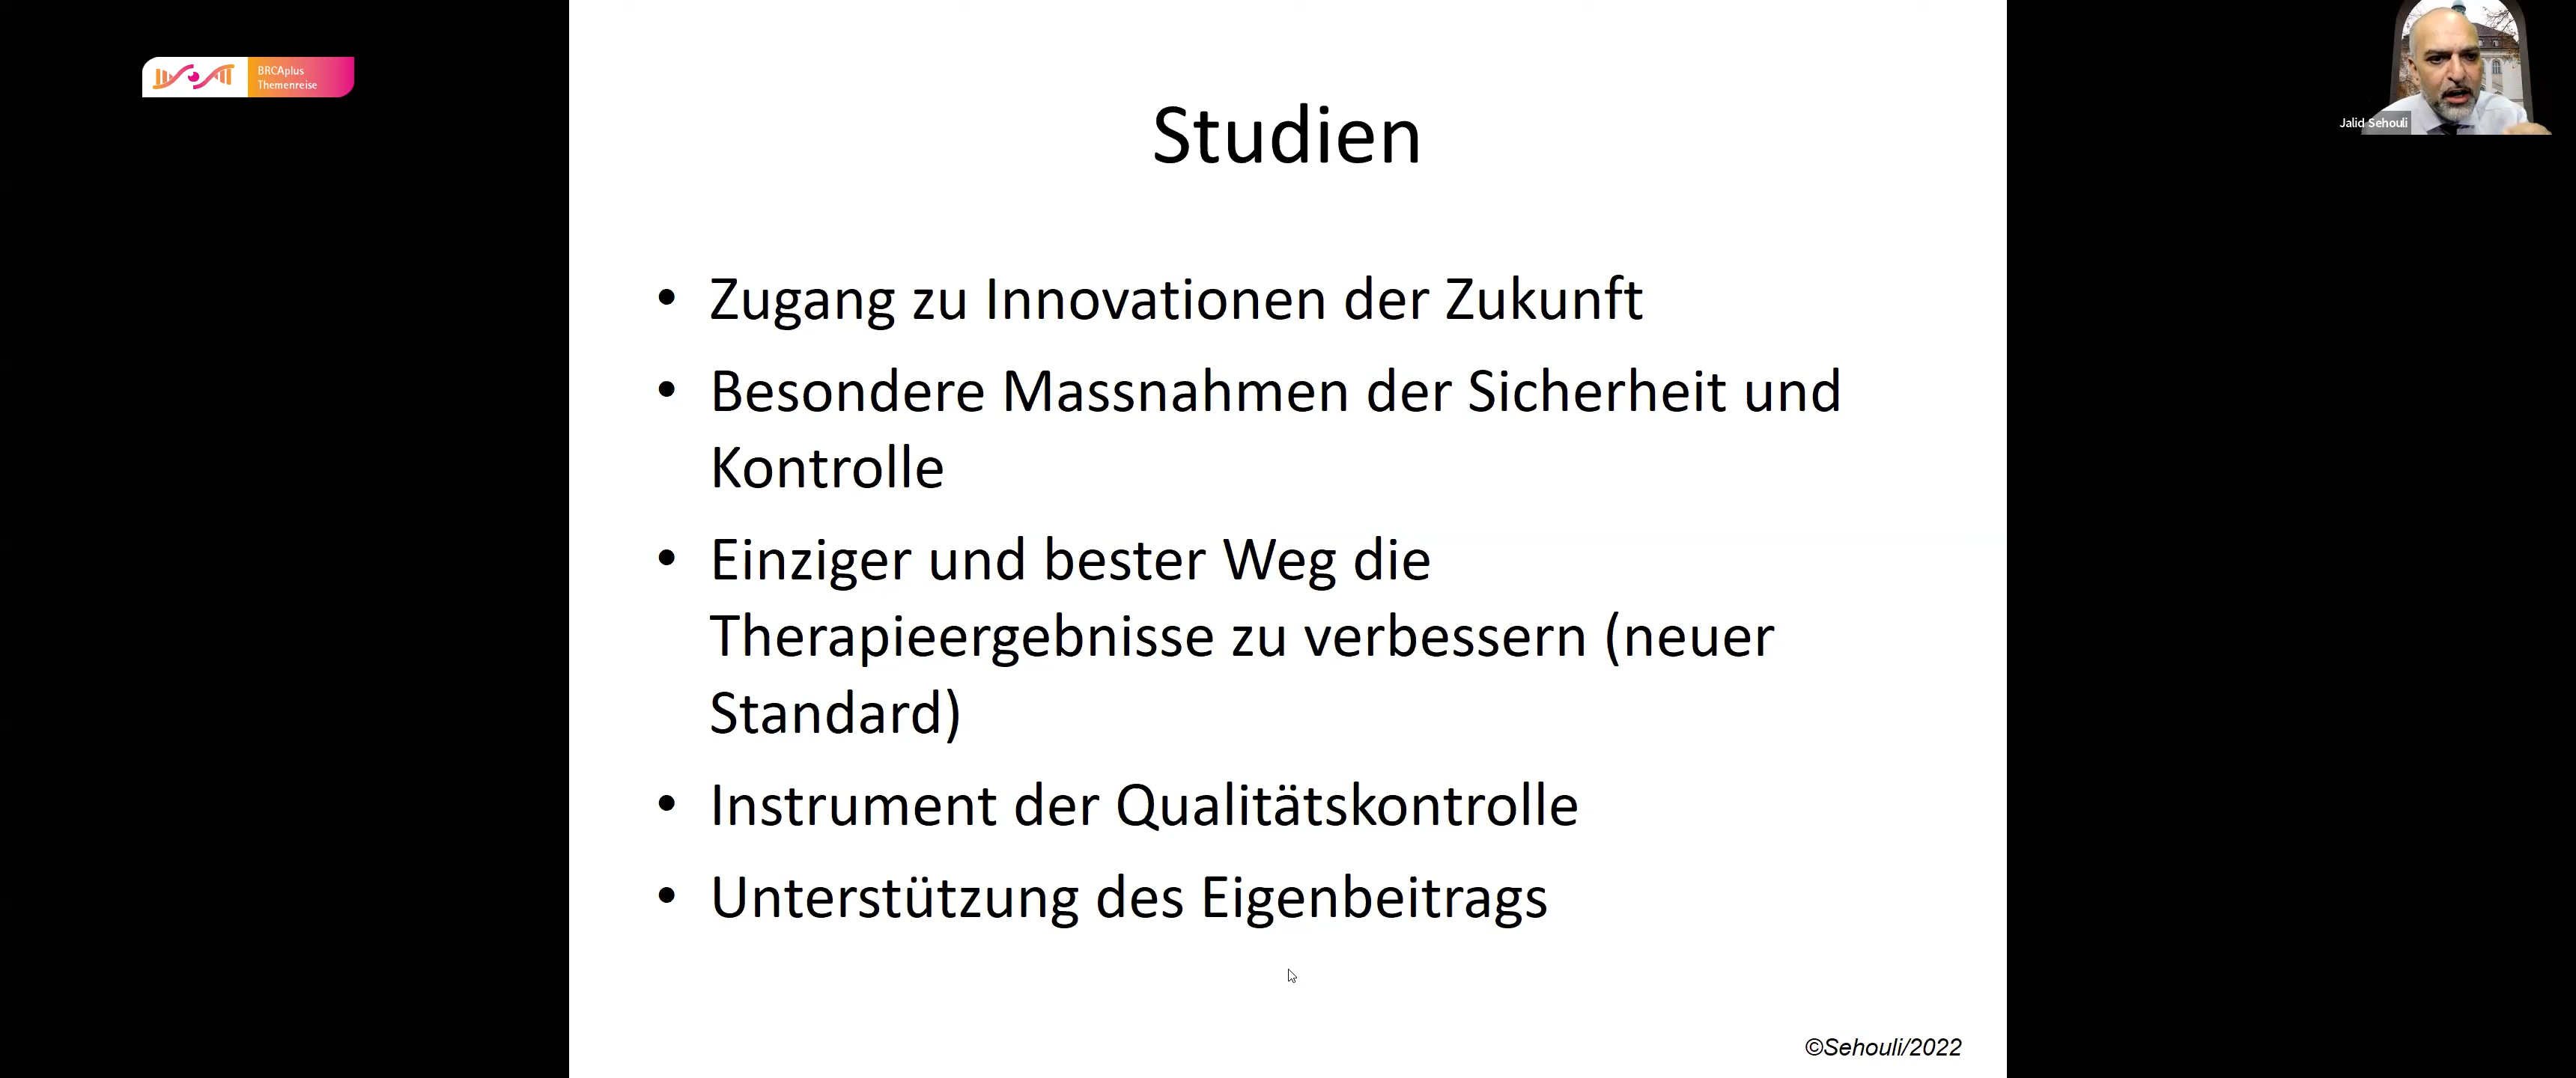 BRCAplus
Themenreise
Jalid Sehouli
Studien
• Zugang zu Innovationen der Zukunft
• Besondere Massnahmen der Sicherheit und
Kontrolle
• Einziger und bester Weg die
Therapieergebnisse zu verbessern (neuer
Standard)
• Instrument der Qualitätskontrolle
• Unterstützung des Eigenbeitrags
©Sehouli/2022